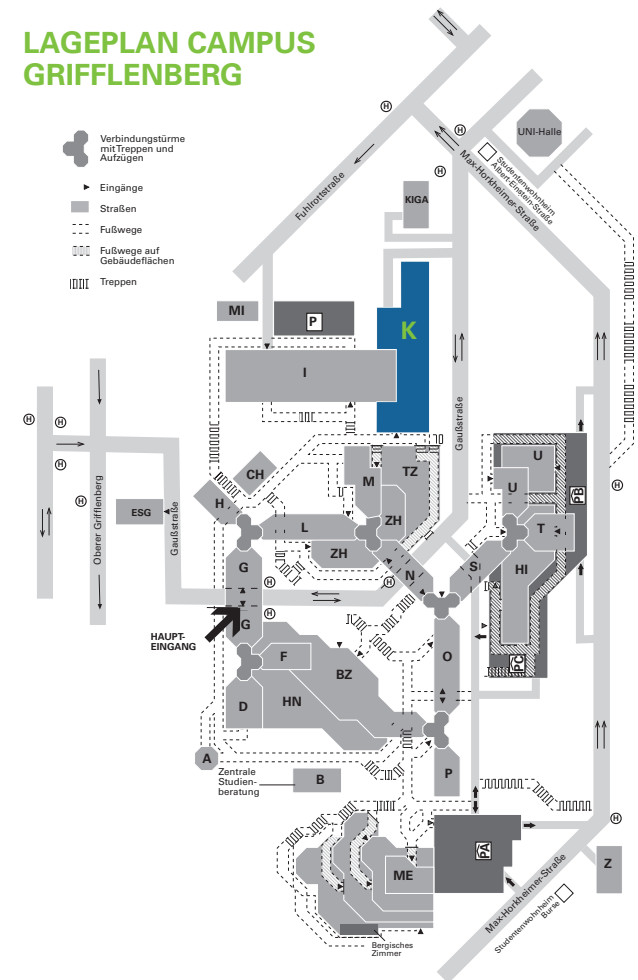 LAGEPLAN CAMPUS
GRIFFLENBERG
Verbindungstürme
mit Treppen und
Aufzügen
Eingänge
Straßen
Fußwege
Fußwege auf
Gebäudeflächen
Treppen
H
H
H
UNI-Halle
Studentenwohnheim
Albert-Einstein-Straße
Max-Horkheimer-Straße
Fuhlrottstraße
KIGA
MI
P
K
I
Gaußstraße
H
H
H
H
Oberer Grifflenberg
ESG
Gaußstraße
CH
H
M
TZ
L
ZH
ZH
G
N
S
U
U
T
HI
PB
PC
H
H
H
G
HAUPT-
EINGANG
F
BZ
O
D
HN
A
Zentrale
Studien-
beratung
B
P
H
ME
PA
Z
Max-Horkheimer-Straße
Studentenwohnheim
Burse
Bergisches
Zimmer